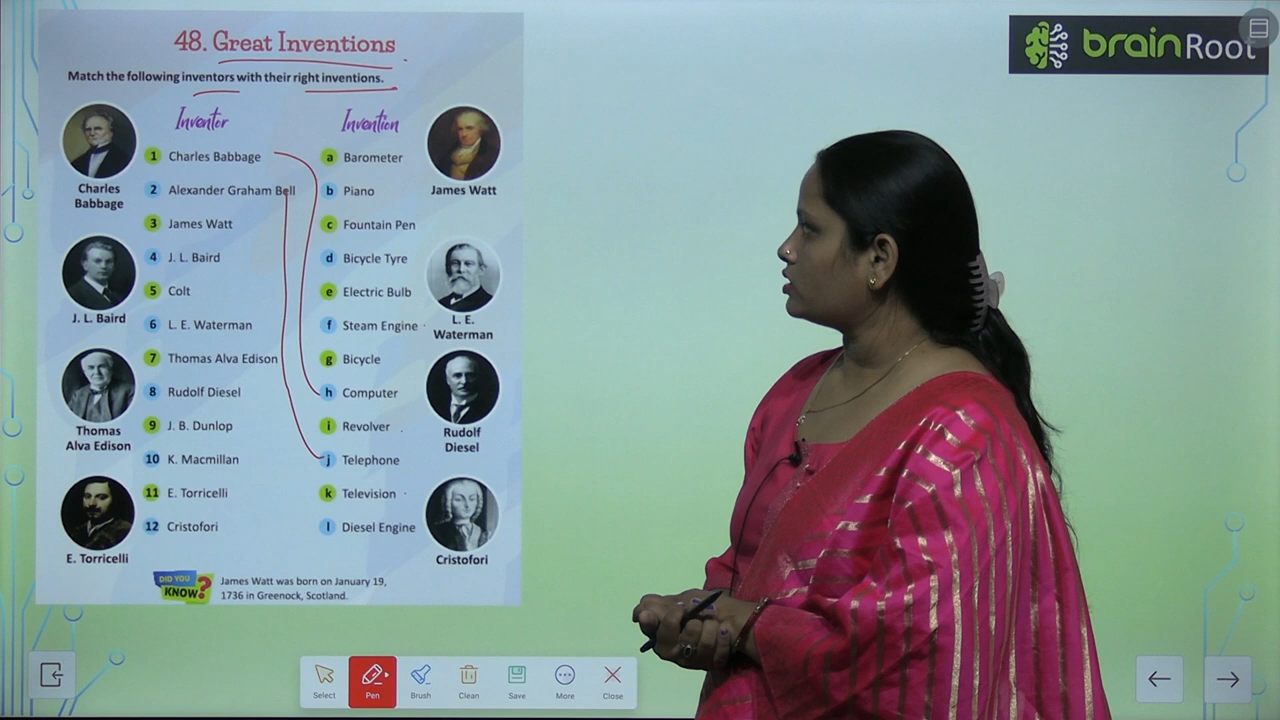 48. Great Inventions
Match the following inventors with their right inventions.
Inventor
Invention
1 Charles Babbage
a Barometer
2 Alexander Graham Bell
b Piano
3 James Watt
c Fountain Pen
4 J. L. Baird
d Bicycle Tyre
5 Colt
e Electric Bulb
6 L. E. Waterman
f Steam Engine
7 Thomas Alva Edison
g Bicycle
8 Rudolf Diesel
h Computer
9 J. B. Dunlop
i Revolver
10 K. Macmillan
j Telephone
11 E. Torricelli
k Television
12 Cristofori
l Diesel Engine
Charles
Babbage
J. L. Baird
Thomas
Alva Edison
E. Torricelli
James Watt
L. E.
Waterman
Rudolf
Diesel
Cristofori
DID YOU
KNOW?
James Watt was born on January 19,
1736 in Greenock, Scotland.
brainRoot
Select
Pen
Brush
Clean
Save
More
Close